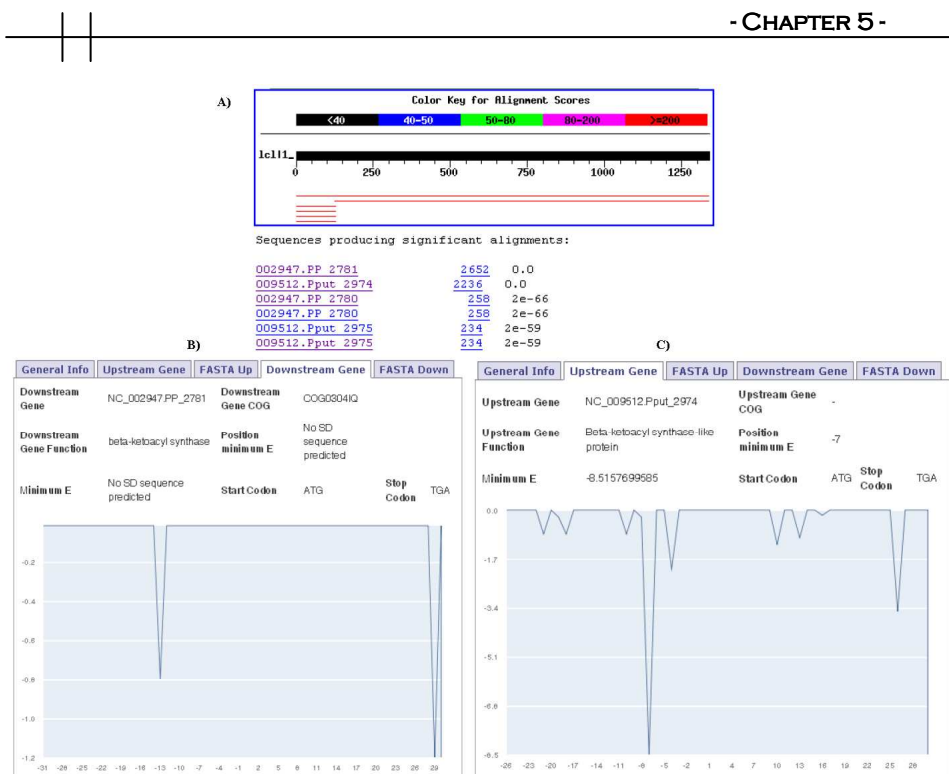 - CHAPTER 5 -
A)
Color Key for Alignment Scores
<40 40-50 50-80 80-200 >=200
lcl|1_
0 250 500 750 1000 1250
Sequences producing significant alignments:
002947.PP 2781 2652 0.0
009512.Pput 2974 2236 0.0
002947.PP 2780 258 2e-66
002947.PP 2780 258 2e-66
009512.Pput 2975 234 2e-59
009512.Pput 2975 234 2e-59
B)
General Info Upstream Gene FASTA Up Downstream Gene FASTA Down
Downstream Gene NC_002947.PP_2781 Downstream Gene COG COG0304IQ
Downstream Gene Function beta-ketoacyl synthase Position minimum E No SD sequence predicted
Minimum E No SD sequence predicted Start Codon ATG Stop Codon TGA
-0.2
-0.4
-0.6
-0.8
-1.0
-1.2
-31 -28 -25 -22 -19 -16 -13 -10 -7 -4 -1 2 5 8 11 14 17 20 23 26 29
C)
General Info Upstream Gene FASTA Up Downstream Gene FASTA Down
Upstream Gene NC_009512.Pput_2974 Upstream Gene COG -
Upstream Gene Function Beta-ketoacyl synthase-like protein Position minimum E -7
Minimum E -8.5157699585 Start Codon ATG Stop Codon TGA
0.0
-1.7
-3.4
-5.1
-6.8
-8.5
-26 -23 -20 -17 -14 -11 -8 -5 -2 1 4 7 10 13 16 19 22 25 28